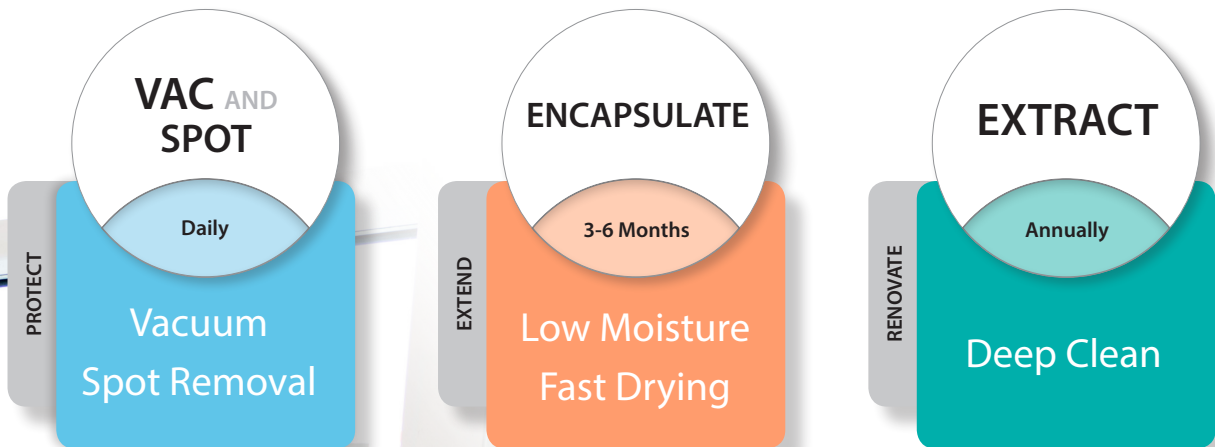 VAC AND
SPOT
Daily
PROTECT
Vacuum
Spot Removal
ENCAPSULATE
3-6 Months
EXTEND
Low Moisture
Fast Drying
EXTRACT
Annually
RENOVATE
Deep Clean